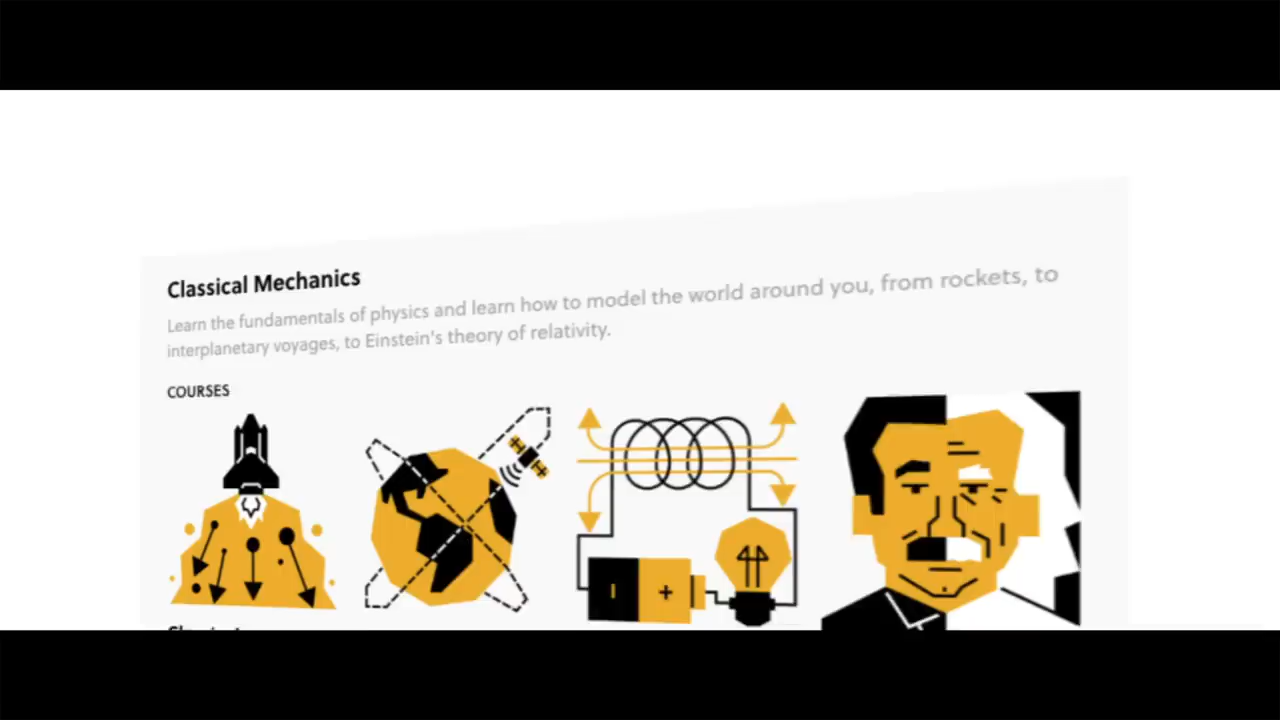 Classical Mechanics
Learn the fundamentals of physics and learn how to model the world around you, from rockets, to
interplanetary voyages, to Einstein's theory of relativity.
COURSES